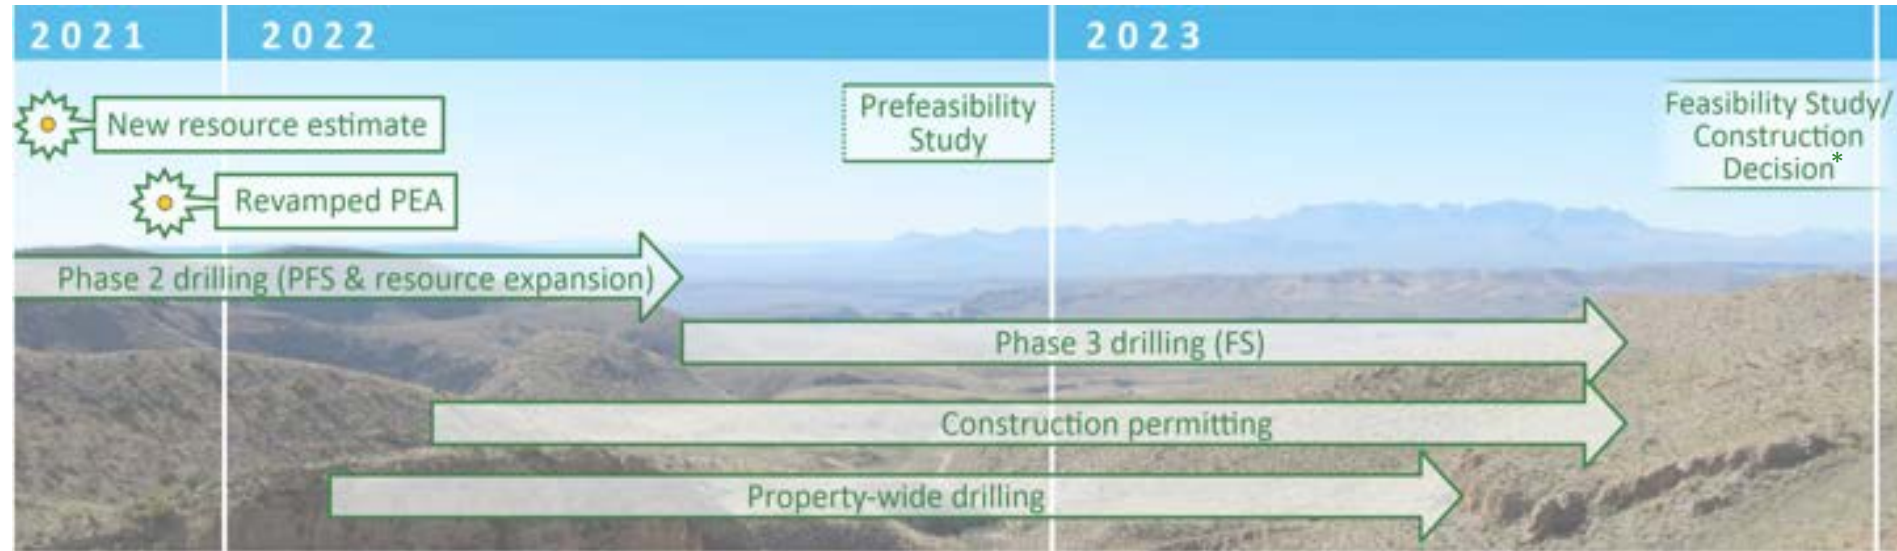 2021
2022
2023
New resource estimate
Prefeasibility
Study
Feasibility Study/
Construction
Decision*
Revamped PEA
Phase 2 drilling (PFS & resource expansion)
Phase 3 drilling (FS)
Construction permitting
Property-wide drilling